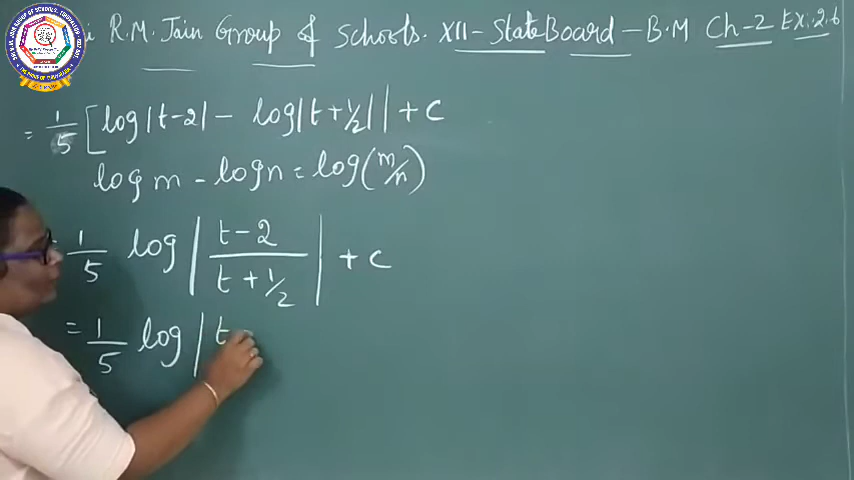 R.M. Jain Group of Schools. XII - State Board - B.M Ch-2 Ex: 2.6
= 1/5 [log|t-2| - log|t+1/2|| + c
log m - log n = log (m/n)
1/5 log |t-2 / t+1/2| + c
= 1/5 log | t -